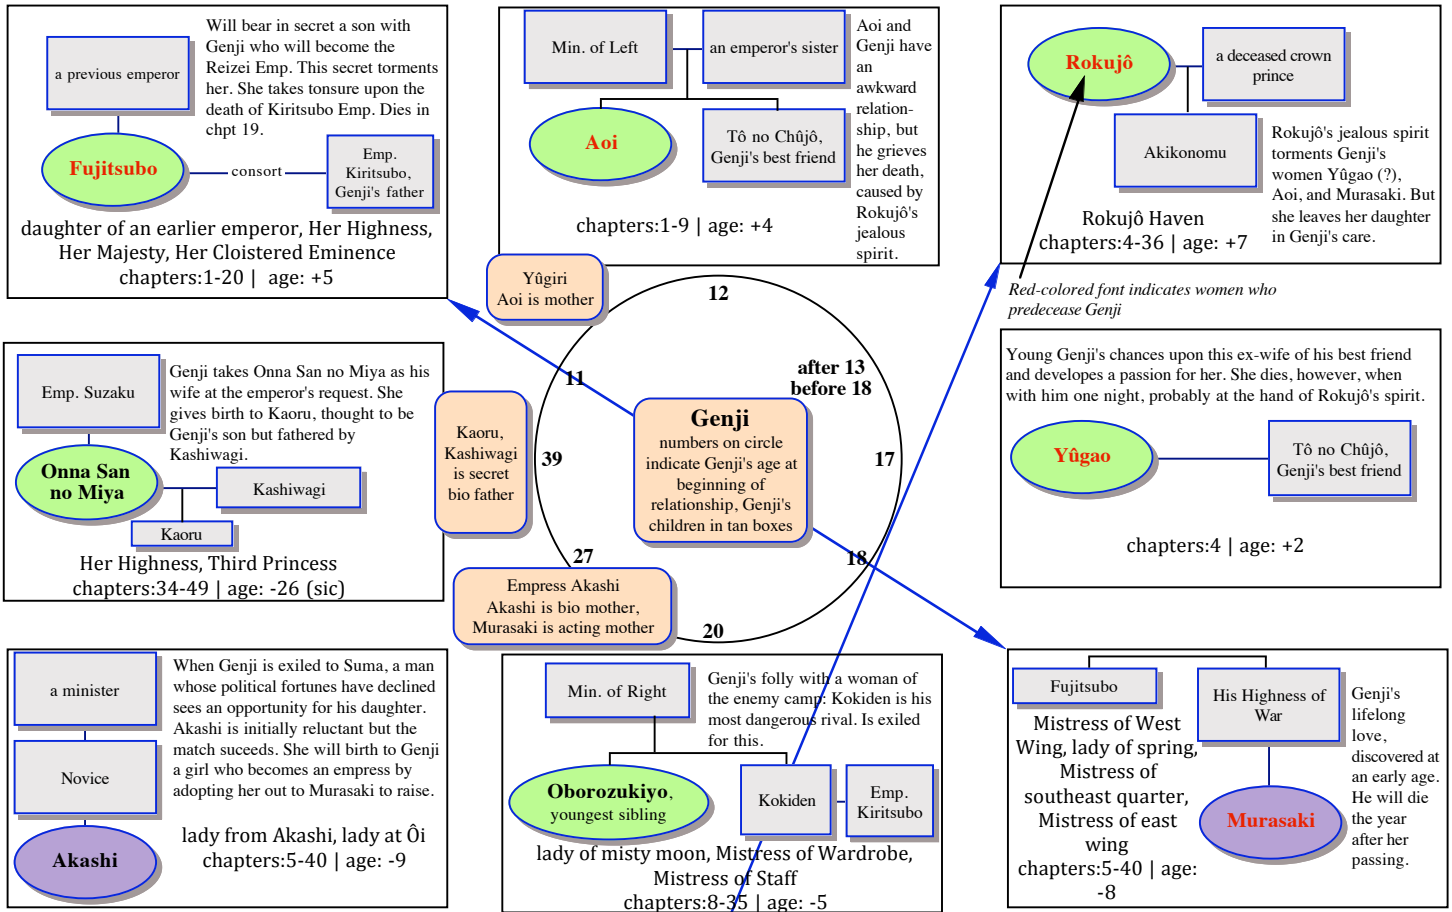 Will bear in secret a son with
Genji who will become the
Reizei Emp. This secret torments
her. She takes tonsure upon the
death of Kiritsubo Emp. Dies in
chpt 19.
a previous emperor
Fujitsubo
consort
Emp.
Kiritsubo,
Genji's father
daughter of an earlier emperor, Her Highness,
Her Majesty, Her Cloistered Eminence
chapters:1-20 | age: +5
Min. of Left
an emperor's sister
Aoi
Tô no Chûjô,
Genji's best friend
Aoi and
Genji have
an
awkward
relation-
ship, but
he grieves
her death,
caused by
Rokujô's
jealous
spirit.
chapters:1-9 | age: +4
Rokujô
a deceased crown
prince
Akikonomu
Rokujô's jealous spirit
torments Genji's
women Yûgao (?),
Aoi, and Murasaki. But
she leaves her daughter
in Genji's care.
Rokujô Haven
chapters:4-36 | age: +7
Red-colored font indicates women who
predecease Genji
Yûgiri
Aoi is mother
12
after 13
before 18
11
39
17
27
18
20
Genji
numbers on circle
indicate Genji's age at
beginning of
relationship, Genji's
children in tan boxes
Kaoru,
Kashiwagi
is secret
bio father
Empress Akashi
Akashi is bio mother,
Murasaki is acting mother
Emp. Suzaku
Genji takes Onna San no Miya as his
wife at the emperor's request. She
gives birth to Kaoru, thought to be
Genji's son but fathered by
Kashiwagi.
Onna San
no Miya
Kashiwagi
Kaoru
Her Highness, Third Princess
chapters:34-49 | age: -26 (sic)
Young Genji's chances upon this ex-wife of his best friend
and developes a passion for her. She dies, however, when
with him one night, probably at the hand of Rokujô's spirit.
Yûgao
Tô no Chûjô,
Genji's best friend
chapters:4 | age: +2
a minister
Novice
Akashi
When Genji is exiled to Suma, a man
whose political fortunes have declined
sees an opportunity for his daughter.
Akashi is initially reluctant but the
match suceeds. She will birth to Genji
a girl who becomes an empress by
adopting her out to Murasaki to raise.
lady from Akashi, lady at Ôi
chapters:5-40 | age: -9
Min. of Right
Genji's folly with a woman of
the enemy camp: Kokiden is his
most dangerous rival. Is exiled
for this.
Oborozukiyo,
youngest sibling
Kokiden
Emp.
Kiritsubo
lady of misty moon, Mistress of Wardrobe,
Mistress of Staff
chapters:8-35 | age: -5
Fujitsubo
His Highness of
War
Murasaki
Mistress of West
Wing, lady of spring,
Mistress of
southeast quarter,
Mistress of east
wing
chapters:5-40 | age:
-8
Genji's
lifelong
love,
discovered at
an early age.
He will die
the year
after her
passing.